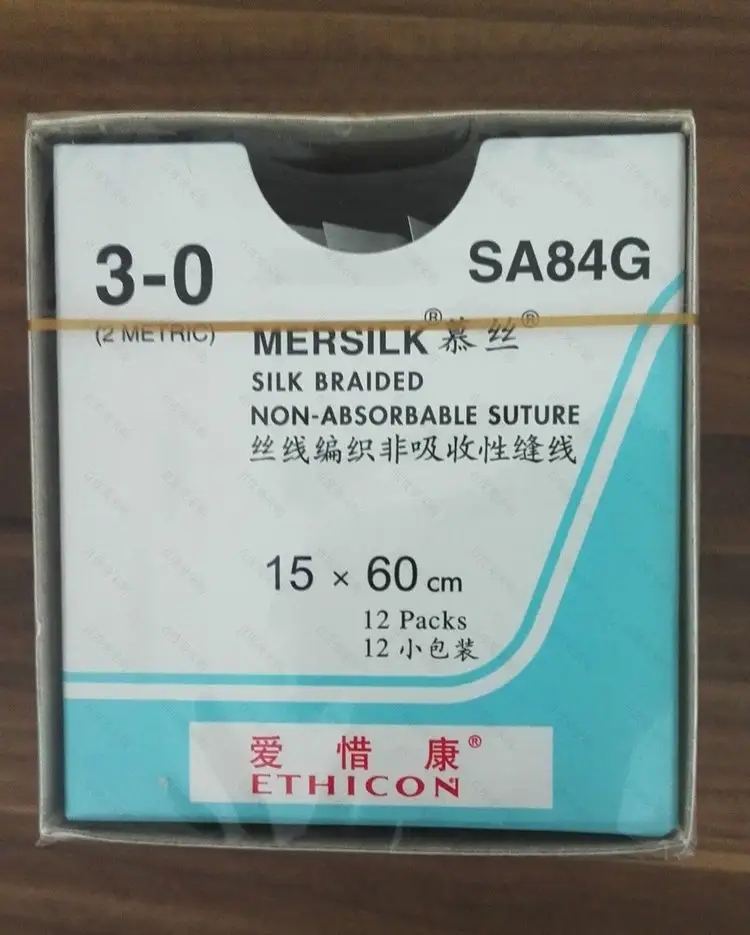 3-0
SA84G
(2 METRIC)
MERSILK® 慕丝®
SILK BRAIDED
NON-ABSORBABLE SUTURE
丝线编织非吸收性缝线
15 × 60 cm
12 Packs
12 小包装
爱惜康®
ETHICON